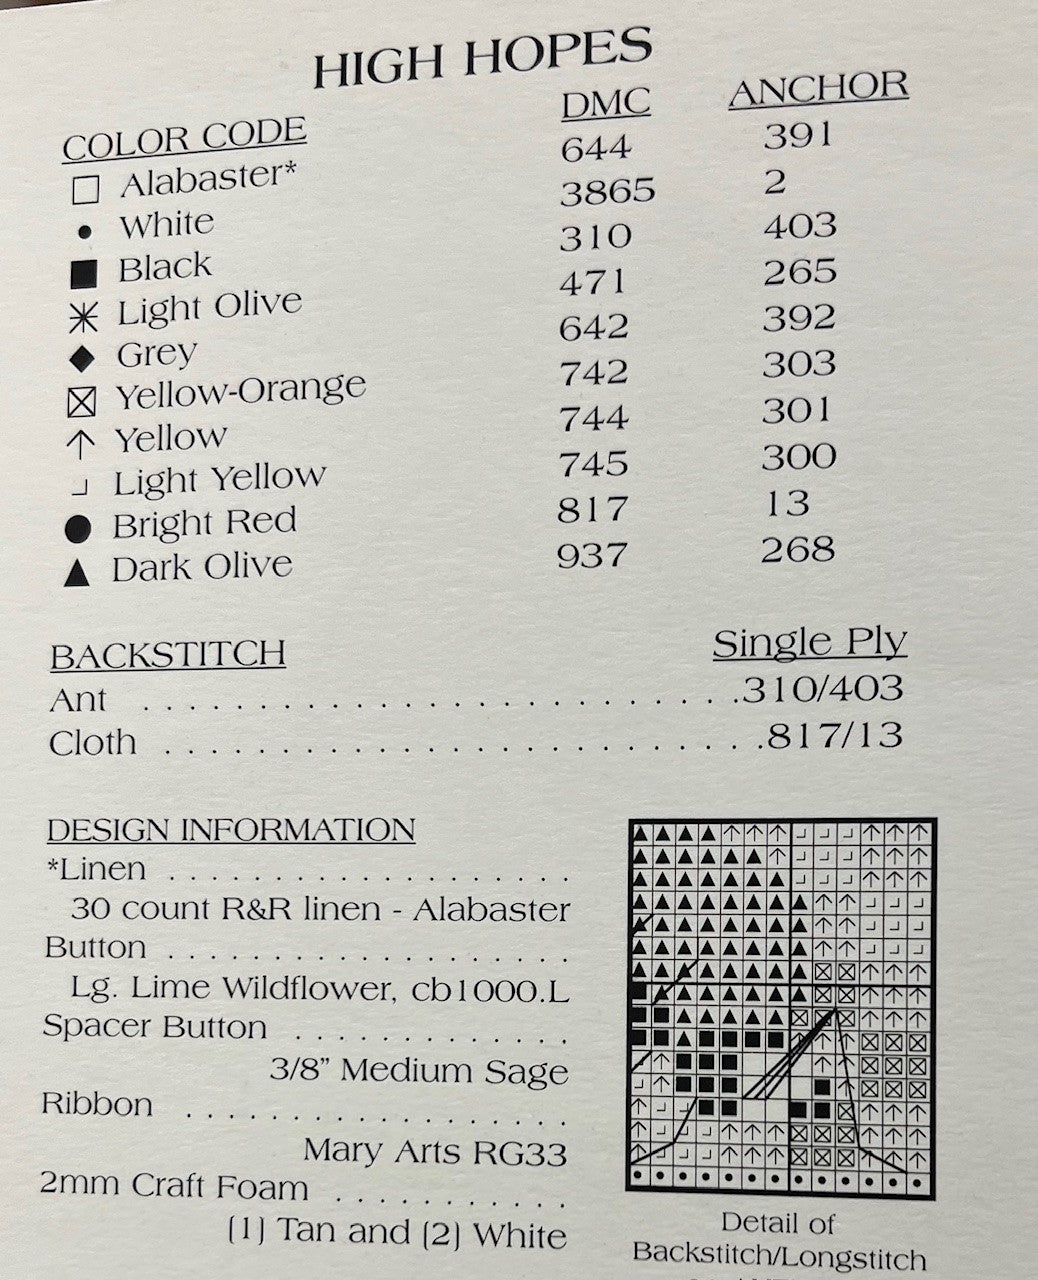 HIGH HOPES
COLOR CODE DMC ANCHOR
Alabaster* 644 391
White 3865 2
Black 310 403
Light Olive 471 265
Grey 642 392
Yellow-Orange 742 303
Yellow 744 301
Light Yellow 745 300
Bright Red 817 13
Dark Olive 937 268
BACKSTITCH Single Ply
Ant . . . . . . . . . . . . . . . . . . . . . . . . . . .310/403
Cloth . . . . . . . . . . . . . . . . . . . . . . . . . . .817/13
DESIGN INFORMATION
*Linen . . . . . . . . . . . . . . . . . .
30 count R&R linen - Alabaster
Button . . . . . . . . . . . . . . . . . .
Lg. Lime Wildflower, cb1000.L
Spacer Button . . . . . . . . . . . . .
3/8” Medium Sage
Ribbon . . . . . . . . . . . . . . . . . .
Mary Arts RG33
2mm Craft Foam . . . . . . . . . . .
(1) Tan and (2) White
Detail of
Backstitch/Longstitch